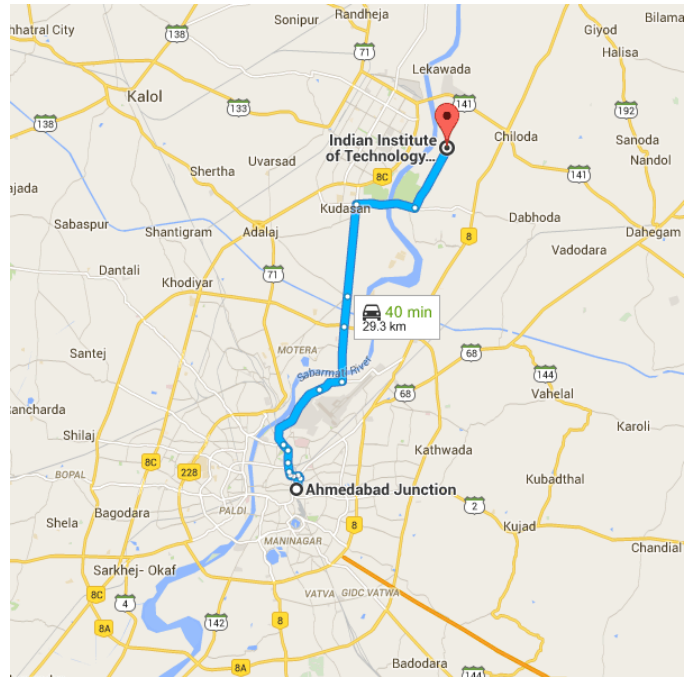 Sonipur
Randheja
Bilama
hhatral City
138
71
Giyod
Halisa
Lekawada
Kalol
133
141
192
138
Chiloda
Sanoda
Indian Institute
of Technology...
Nandol
Uvarsad
Shertha
8C
141
ajada
Kudasan
Dabhoda
Sabaspur
Shantigram
Adalaj
8
Dahegam
Vadodara
Dantali
71
Khodiyar
40 min
29.3 km
MOTERA
Santej
68
Sabarmati River
144
Vahelal
68
ancharda
Karoli
Shilaj
Kathwada
8C
228
BOPAL
Kubadthal
Ahmedabad Junction
2
Bagodara
PALDI
Shela
8
Kujad
MANINAGAR
Chandial
Sarkhej- Okaf
8C
VATVA
GIDC VATWA
4
142
8A
Badodara
8
8A
144